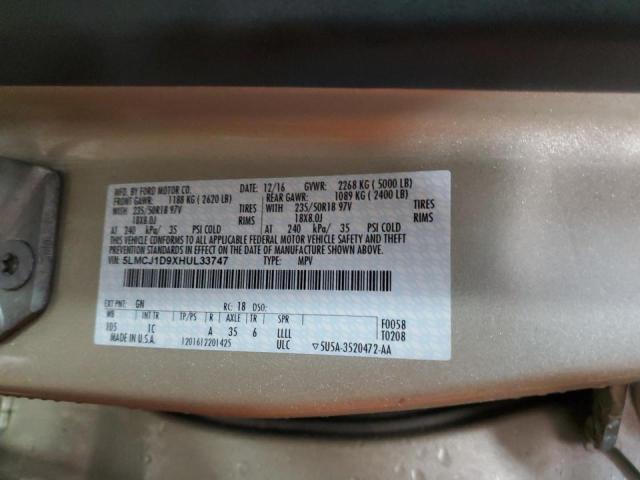 MFD. BY FORD MOTOR CO. DATE: 12/16 GVWR: 2268 KG ( 5000 LB)
FRONT GAWR: 1188 KG ( 2620 LB) REAR GAWR: 1089 KG ( 2400 LB)
WITH 235/50R18 97V TIRES WITH 235/50R18 97V TIRES
18X8.0J RIMS 18X8.0J RIMS
AT 240 kPa/ 35 PSI COLD AT 240 kPa/ 35 PSI COLD
THIS VEHICLE CONFORMS TO ALL APPLICABLE FEDERAL MOTOR VEHICLE SAFETY AND THEFT PREVENTION
STANDARDS IN EFFECT ON THE DATE OF MANUFACTURE SHOWN ABOVE.
VIN: 5LMCJ1D9XHUL33747 TYPE: MPV
EXT PNT: GN RC: 18 DSO:
WB INT TR TP/PS R AXLE TR SPR F0058
105 1C A 35 6 LLLL T0208
MADE IN U.S.A. 1201612201425 ULC ▽5U5A-3520472-AA